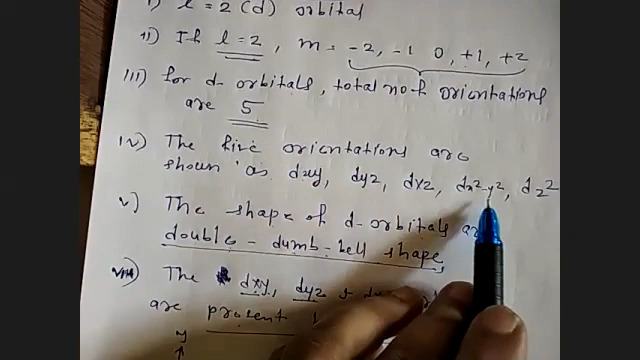 i) l = 2 (d) orbital
ii) If l = 2, m = -2, -1 0, +1, +2
iii) for d- orbitals, total no of orientations
are 5
iv) The five orientations are
shown as dxy, dyz, dxz, dx²-y², dz²
v) The shape of d-orbitals
double-dumb-bell shape,
The dxy, dyz &
are present
y